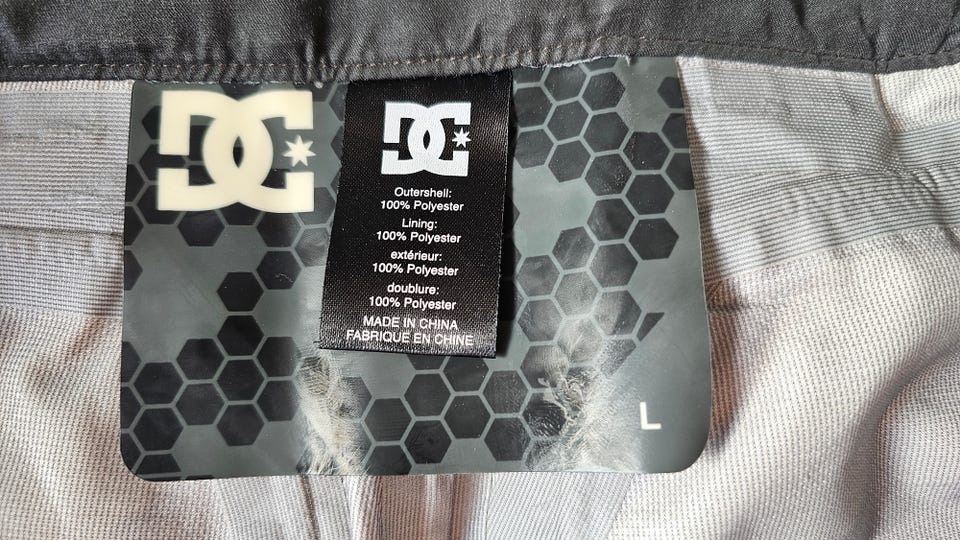 DC
DC
Outershell:
100% Polyester
Lining:
100% Polyester
extérieur:
100% Polyester
doublure:
100% Polyester
MADE IN CHINA
FABRIQUE EN CHINE
L